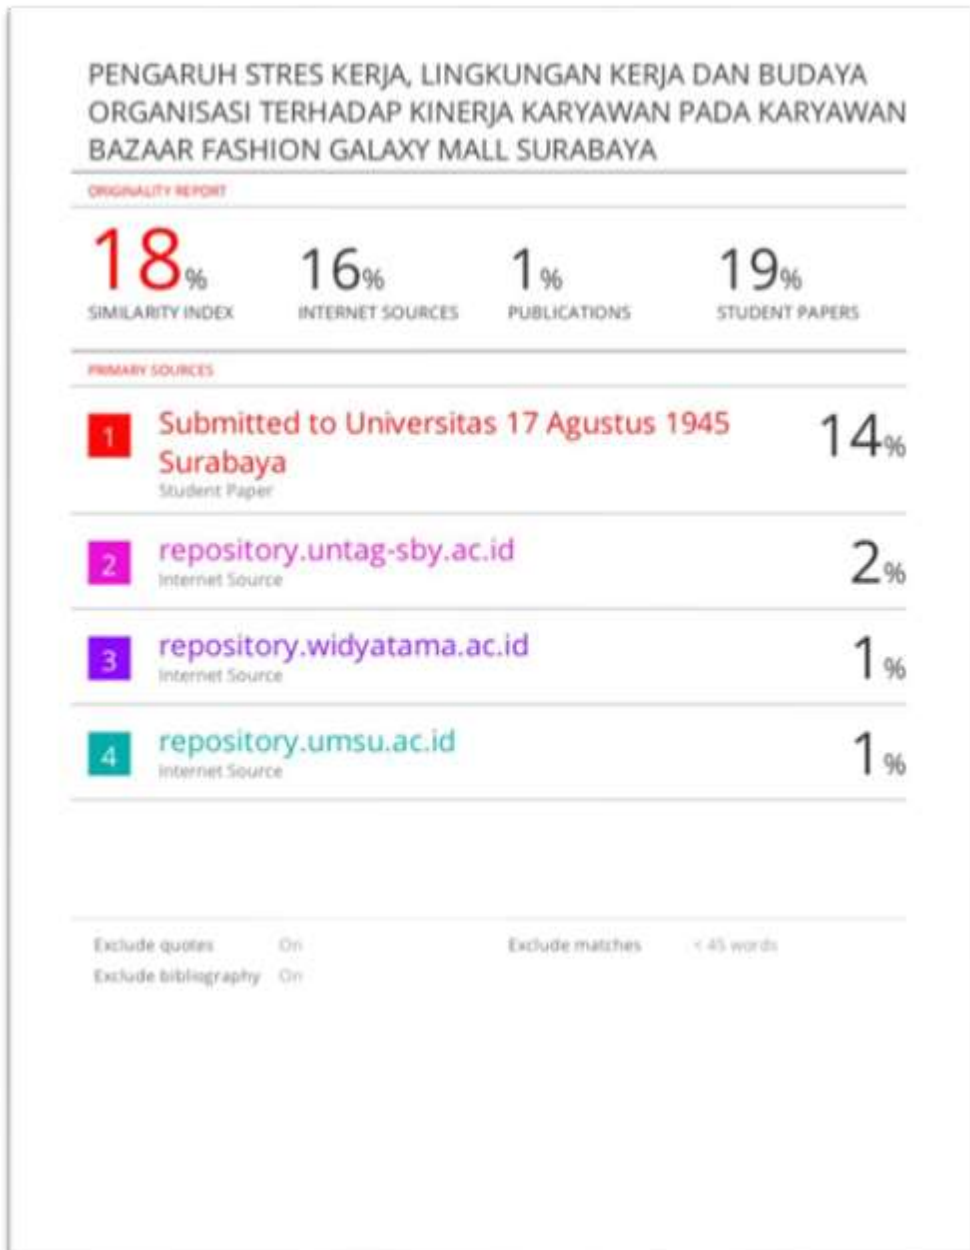 PENGARUH STRES KERJA, LINGKUNGAN KERJA DAN BUDAYA
ORGANISASI TERHADAP KINERJA KARYAWAN PADA KARYAWAN
BAZAAR FASHION GALAXY MALL SURABAYA
ORIGINALITY REPORT
18% 16% 1% 19%
SIMILARITY INDEX INTERNET SOURCES PUBLICATIONS STUDENT PAPERS
PRIMARY SOURCES
1 Submitted to Universitas 17 Agustus 1945 14%
Surabaya
Student Paper
2 repository.untag-sby.ac.id 2%
Internet Source
3 repository.widyatama.ac.id 1%
Internet Source
4 repository.umsu.ac.id 1%
Internet Source
Exclude quotes On Exclude matches < 45 words
Exclude bibliography On